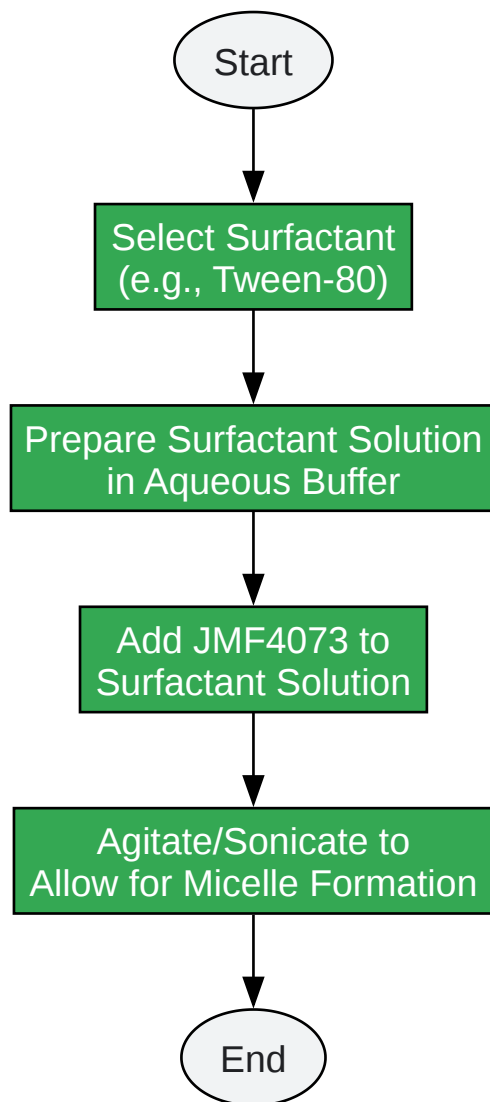 Start
Select Surfactant
(e.g., Tween-80)
Prepare Surfactant Solution
in Aqueous Buffer
Add JMF4073 to
Surfactant Solution
Agitate/Sonicate to
Allow for Micelle Formation
End